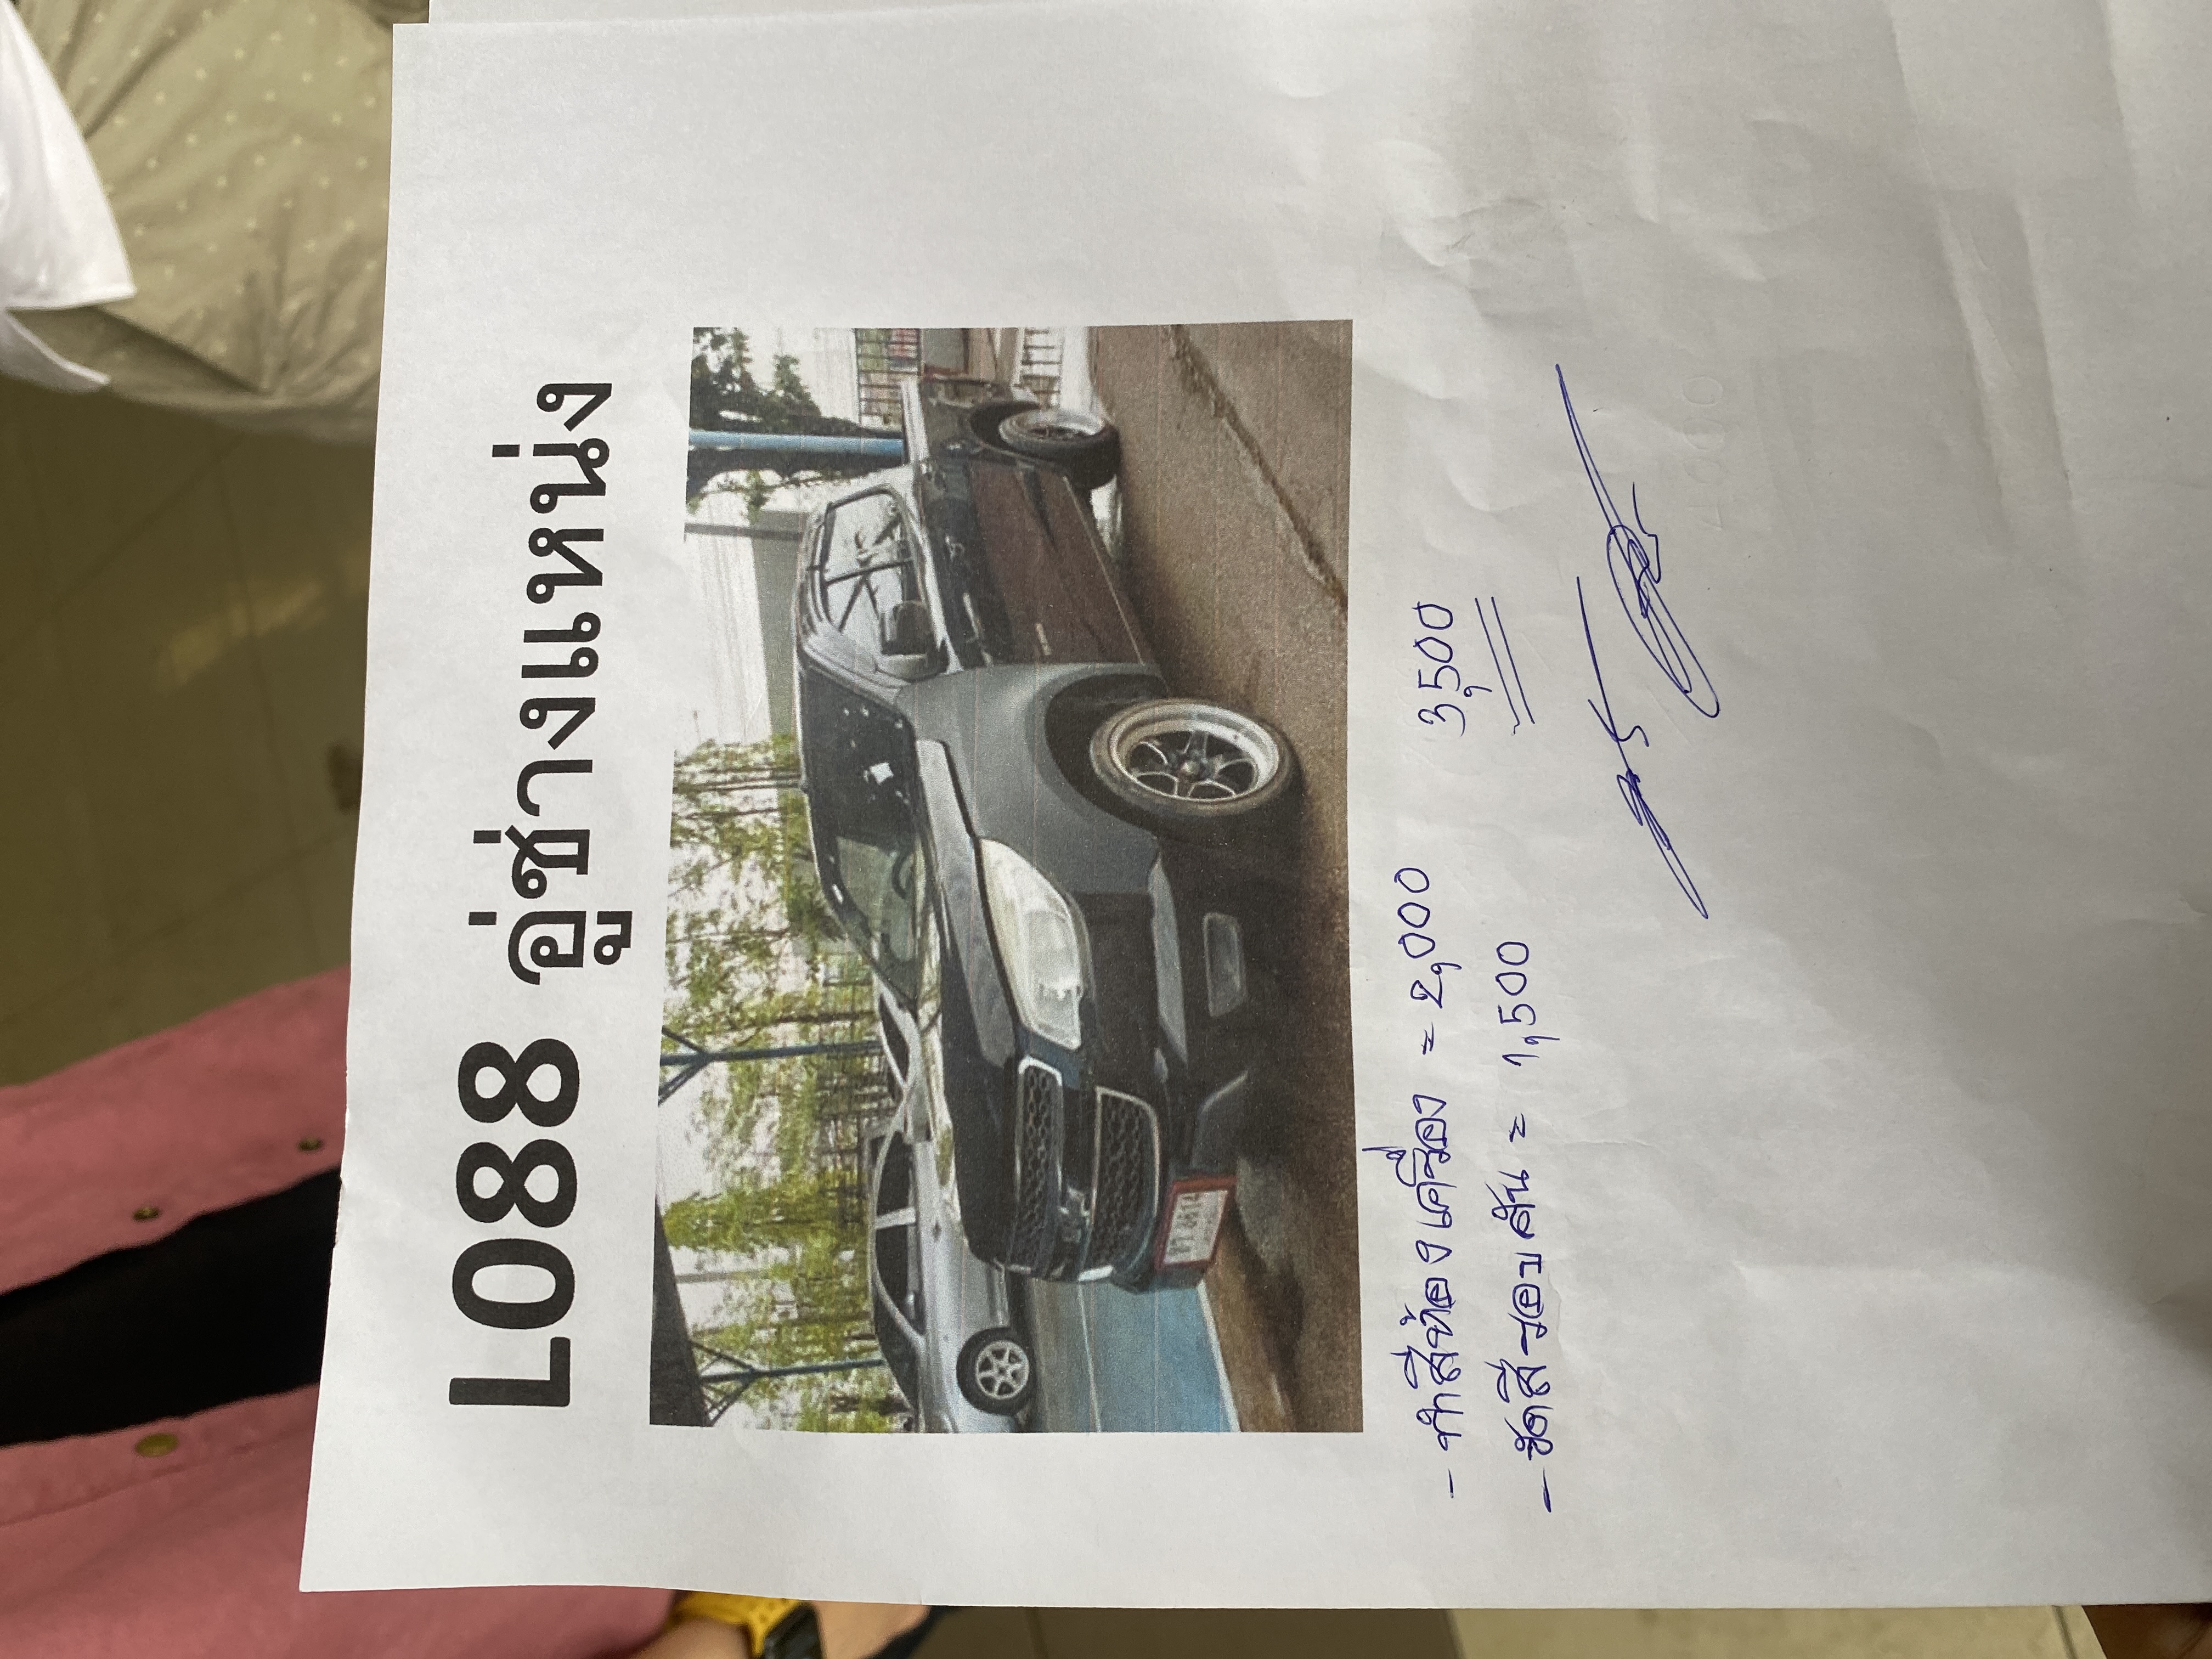 L088 อู่ช่างแหน่ง
- ทำสีห้องเครื่อง = 2,000
3,500
- ขัดสีรอบคัน = 1,500